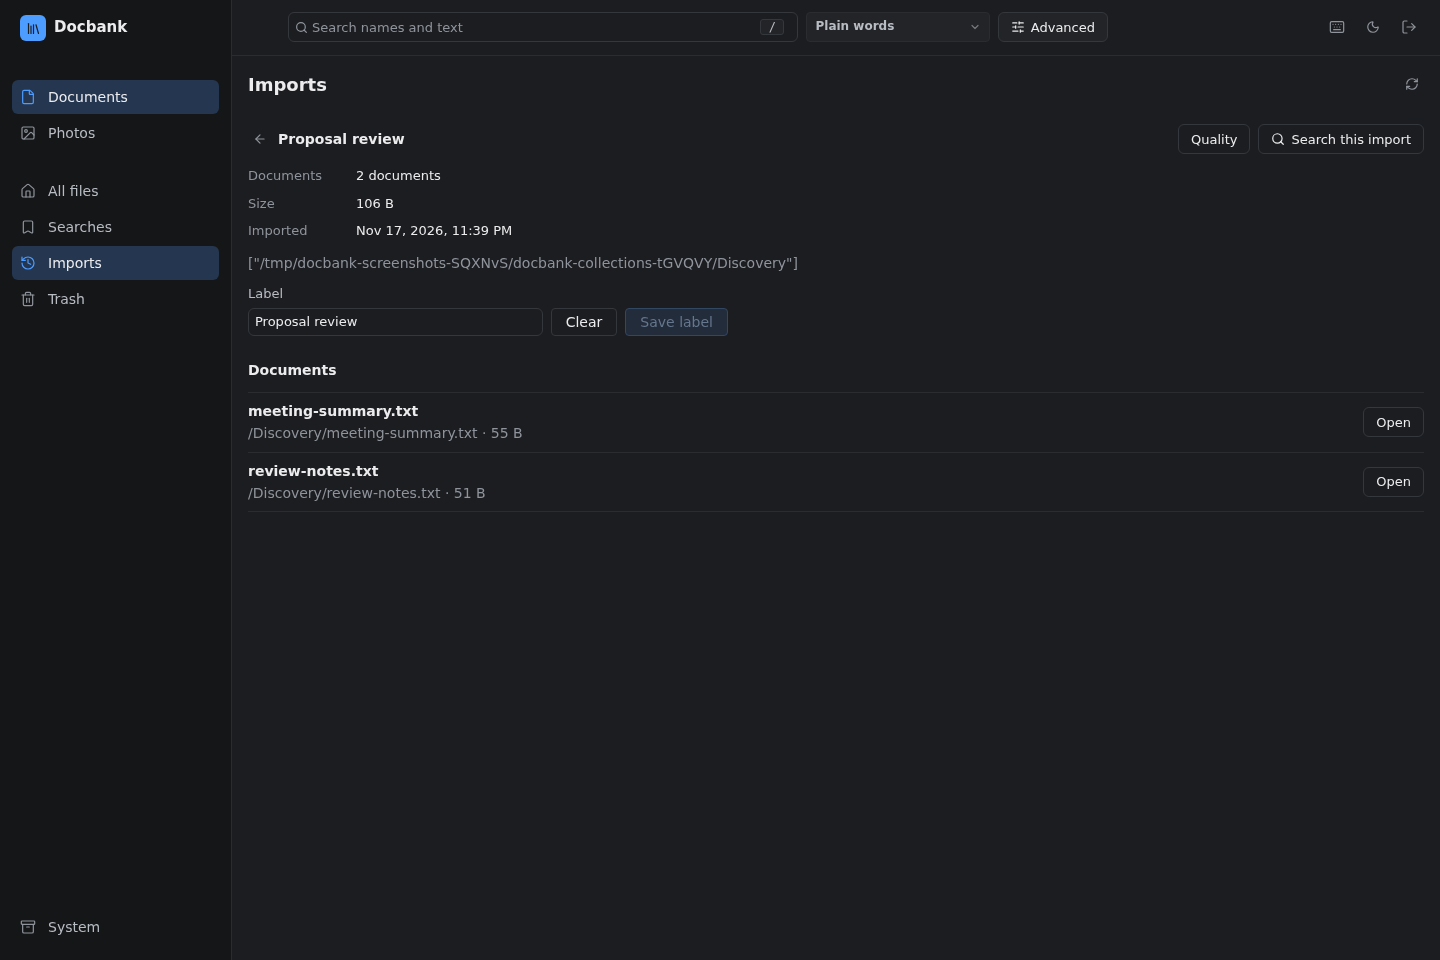 Docbank
Search names and text
/
Plain words
Advanced
Documents
Photos
All files
Searches
Imports
Trash
System
Imports
Proposal review
Quality
Search this import
Documents 2 documents
Size 106 B
Imported Nov 17, 2026, 11:39 PM
["/tmp/docbank-screenshots-SQXNvS/docbank-collections-tGVQVY/Discovery"]
Label
Proposal review
Clear
Save label
Documents
meeting-summary.txt
/Discovery/meeting-summary.txt · 55 B
Open
review-notes.txt
/Discovery/review-notes.txt · 51 B
Open